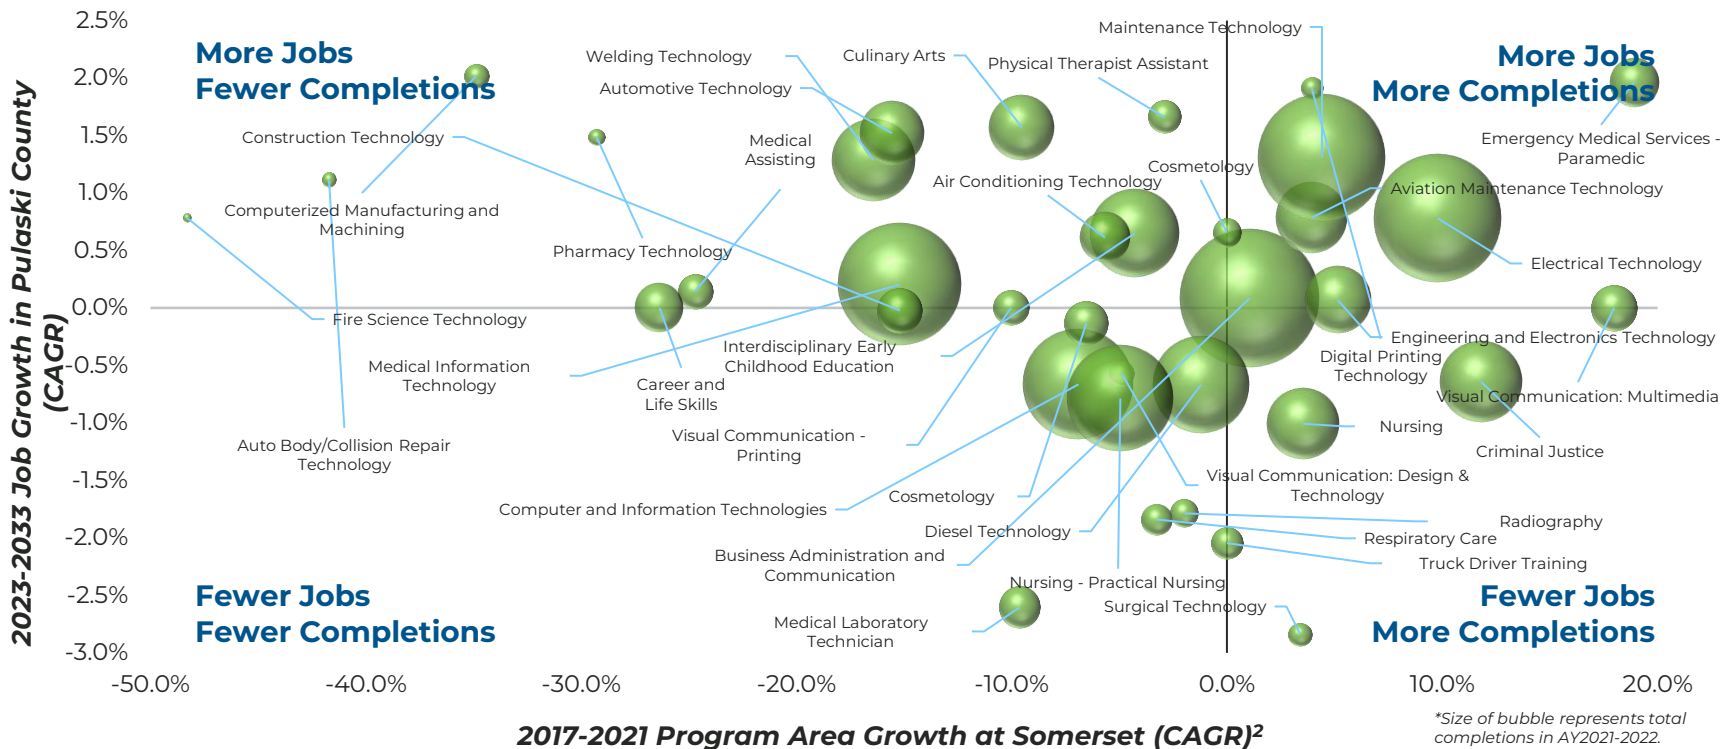 2.5%
2.0%
1.5%
1.0%
0.5%
0.0%
-0.5%
-1.0%
-1.5%
-2.0%
-2.5%
-3.0%
2023-2033 Job Growth in Pulaski County
(CAGR)
More Jobs
Fewer Completions
More Jobs
More Completions
Maintenance Technology
Welding Technology
Culinary Arts
Physical Therapist Assistant
Automotive Technology
Construction Technology
Medical
Assisting
Emergency Medical Services -
Paramedic
Cosmetology
Air Conditioning Technology
Aviation Maintenance Technology
Computerized Manufacturing and
Machining
Pharmacy Technology
Electrical Technology
Fire Science Technology
Engineering and Electronics Technology
Interdisciplinary Early
Childhood Education
Digital Printing
Technology
Medical Information
Technology
Career and
Life Skills
Visual Communication: Multimedia
Nursing
Visual Communication -
Printing
Auto Body/Collision Repair
Technology
Criminal Justice
Visual Communication: Design &
Technology
Cosmetology
Computer and Information Technologies
Radiography
Diesel Technology
Respiratory Care
Business Administration and
Communication
Truck Driver Training
Nursing - Practical Nursing
Surgical Technology
Medical Laboratory
Technician
Fewer Jobs
Fewer Completions
Fewer Jobs
More Completions
-50.0%
-40.0%
-30.0%
-20.0%
-10.0%
0.0%
10.0%
20.0%
2017-2021 Program Area Growth at Somerset (CAGR)²
*Size of bubble represents total
completions in AY2021-2022.